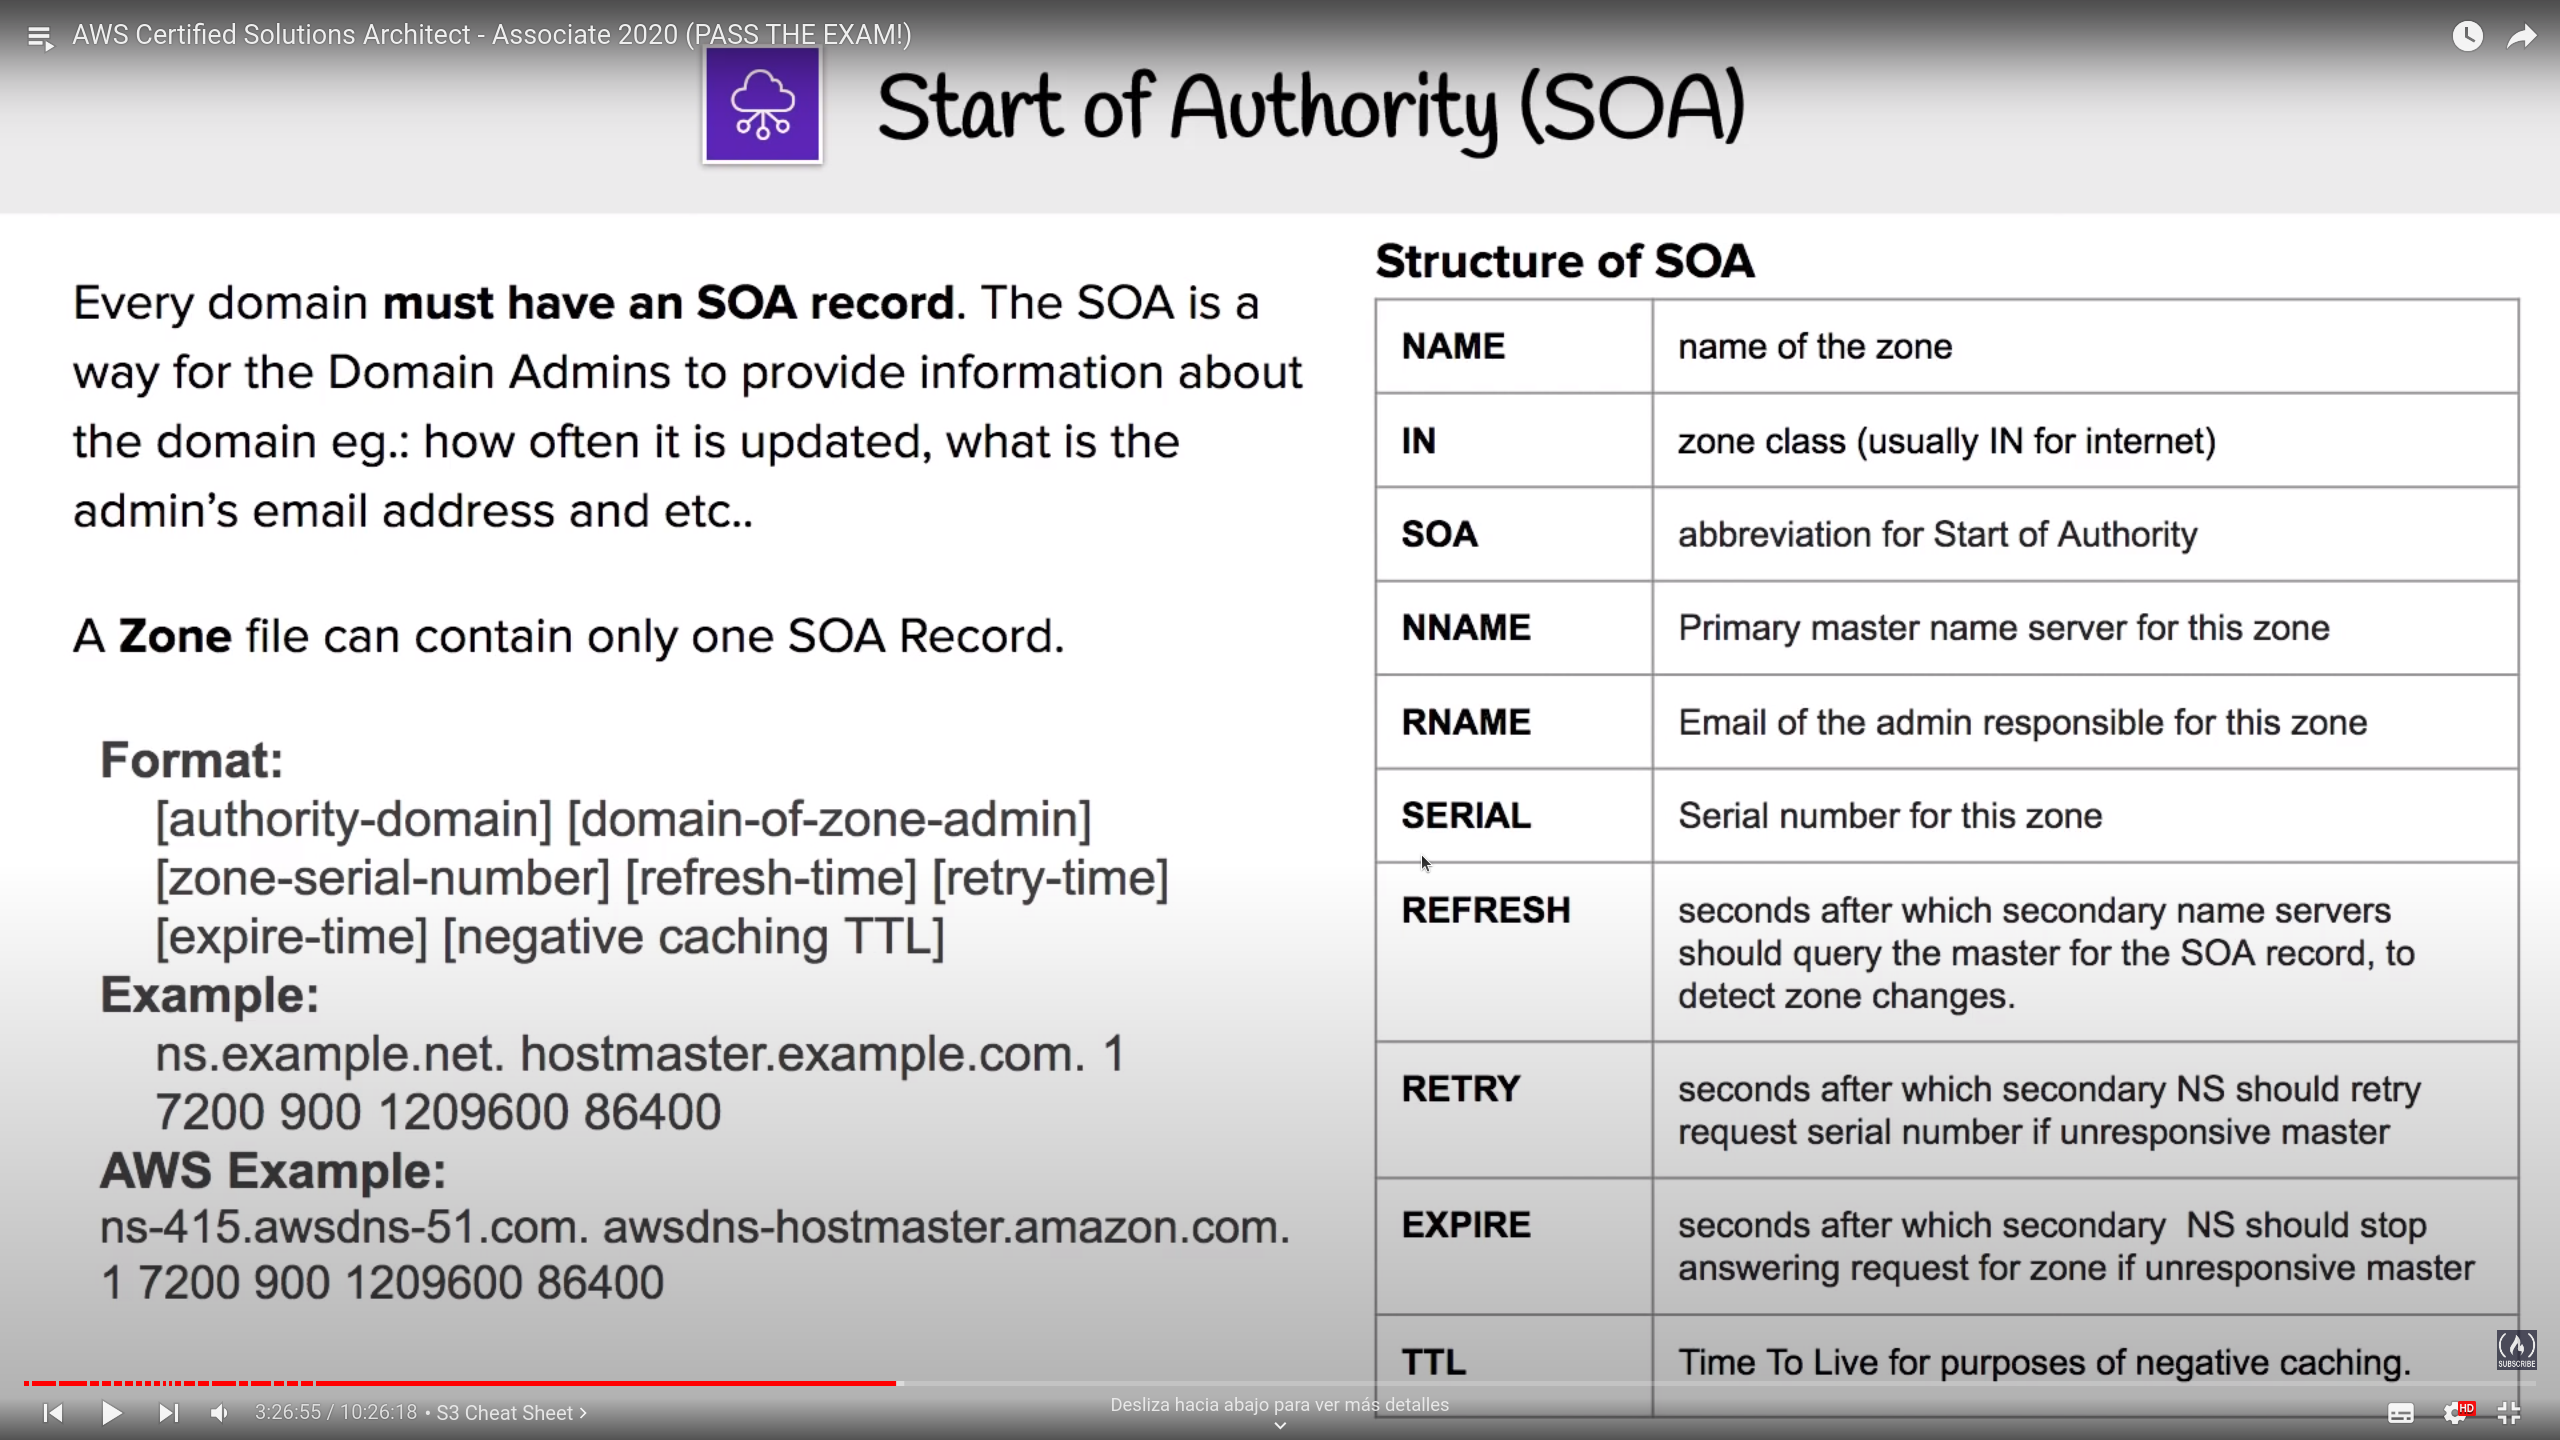 AWS Certified Solutions Architect - Associate 2020 (PASS THE EXAM!)
Start of Authority (SOA)
Every domain must have an SOA record. The SOA is a
way for the Domain Admins to provide information about
the domain eg.: how often it is updated, what is the
admin's email address and etc..
A Zone file can contain only one SOA Record.
Format:
[authority-domain] [domain-of-zone-admin]
[zone-serial-number] [refresh-time] [retry-time]
[expire-time] [negative caching TTL]
Example:
ns.example.net. hostmaster.example.com. 1
7200 900 1209600 86400
AWS Example:
ns-415.awsdns-51.com. awsdns-hostmaster.amazon.com.
1 7200 900 1209600 86400
Structure of SOA
NAME name of the zone
IN zone class (usually IN for internet)
SOA abbreviation for Start of Authority
NNAME Primary master name server for this zone
RNAME Email of the admin responsible for this zone
SERIAL Serial number for this zone
REFRESH seconds after which secondary name servers
should query the master for the SOA record, to
detect zone changes.
RETRY seconds after which secondary NS should retry
request serial number if unresponsive master
EXPIRE seconds after which secondary NS should stop
answering request for zone if unresponsive master
TTL Time To Live for purposes of negative caching.
SUBSCRIBE
3:26:55 / 10:26:18 • S3 Cheat Sheet
Desliza hacia abajo para ver más detalles
HD